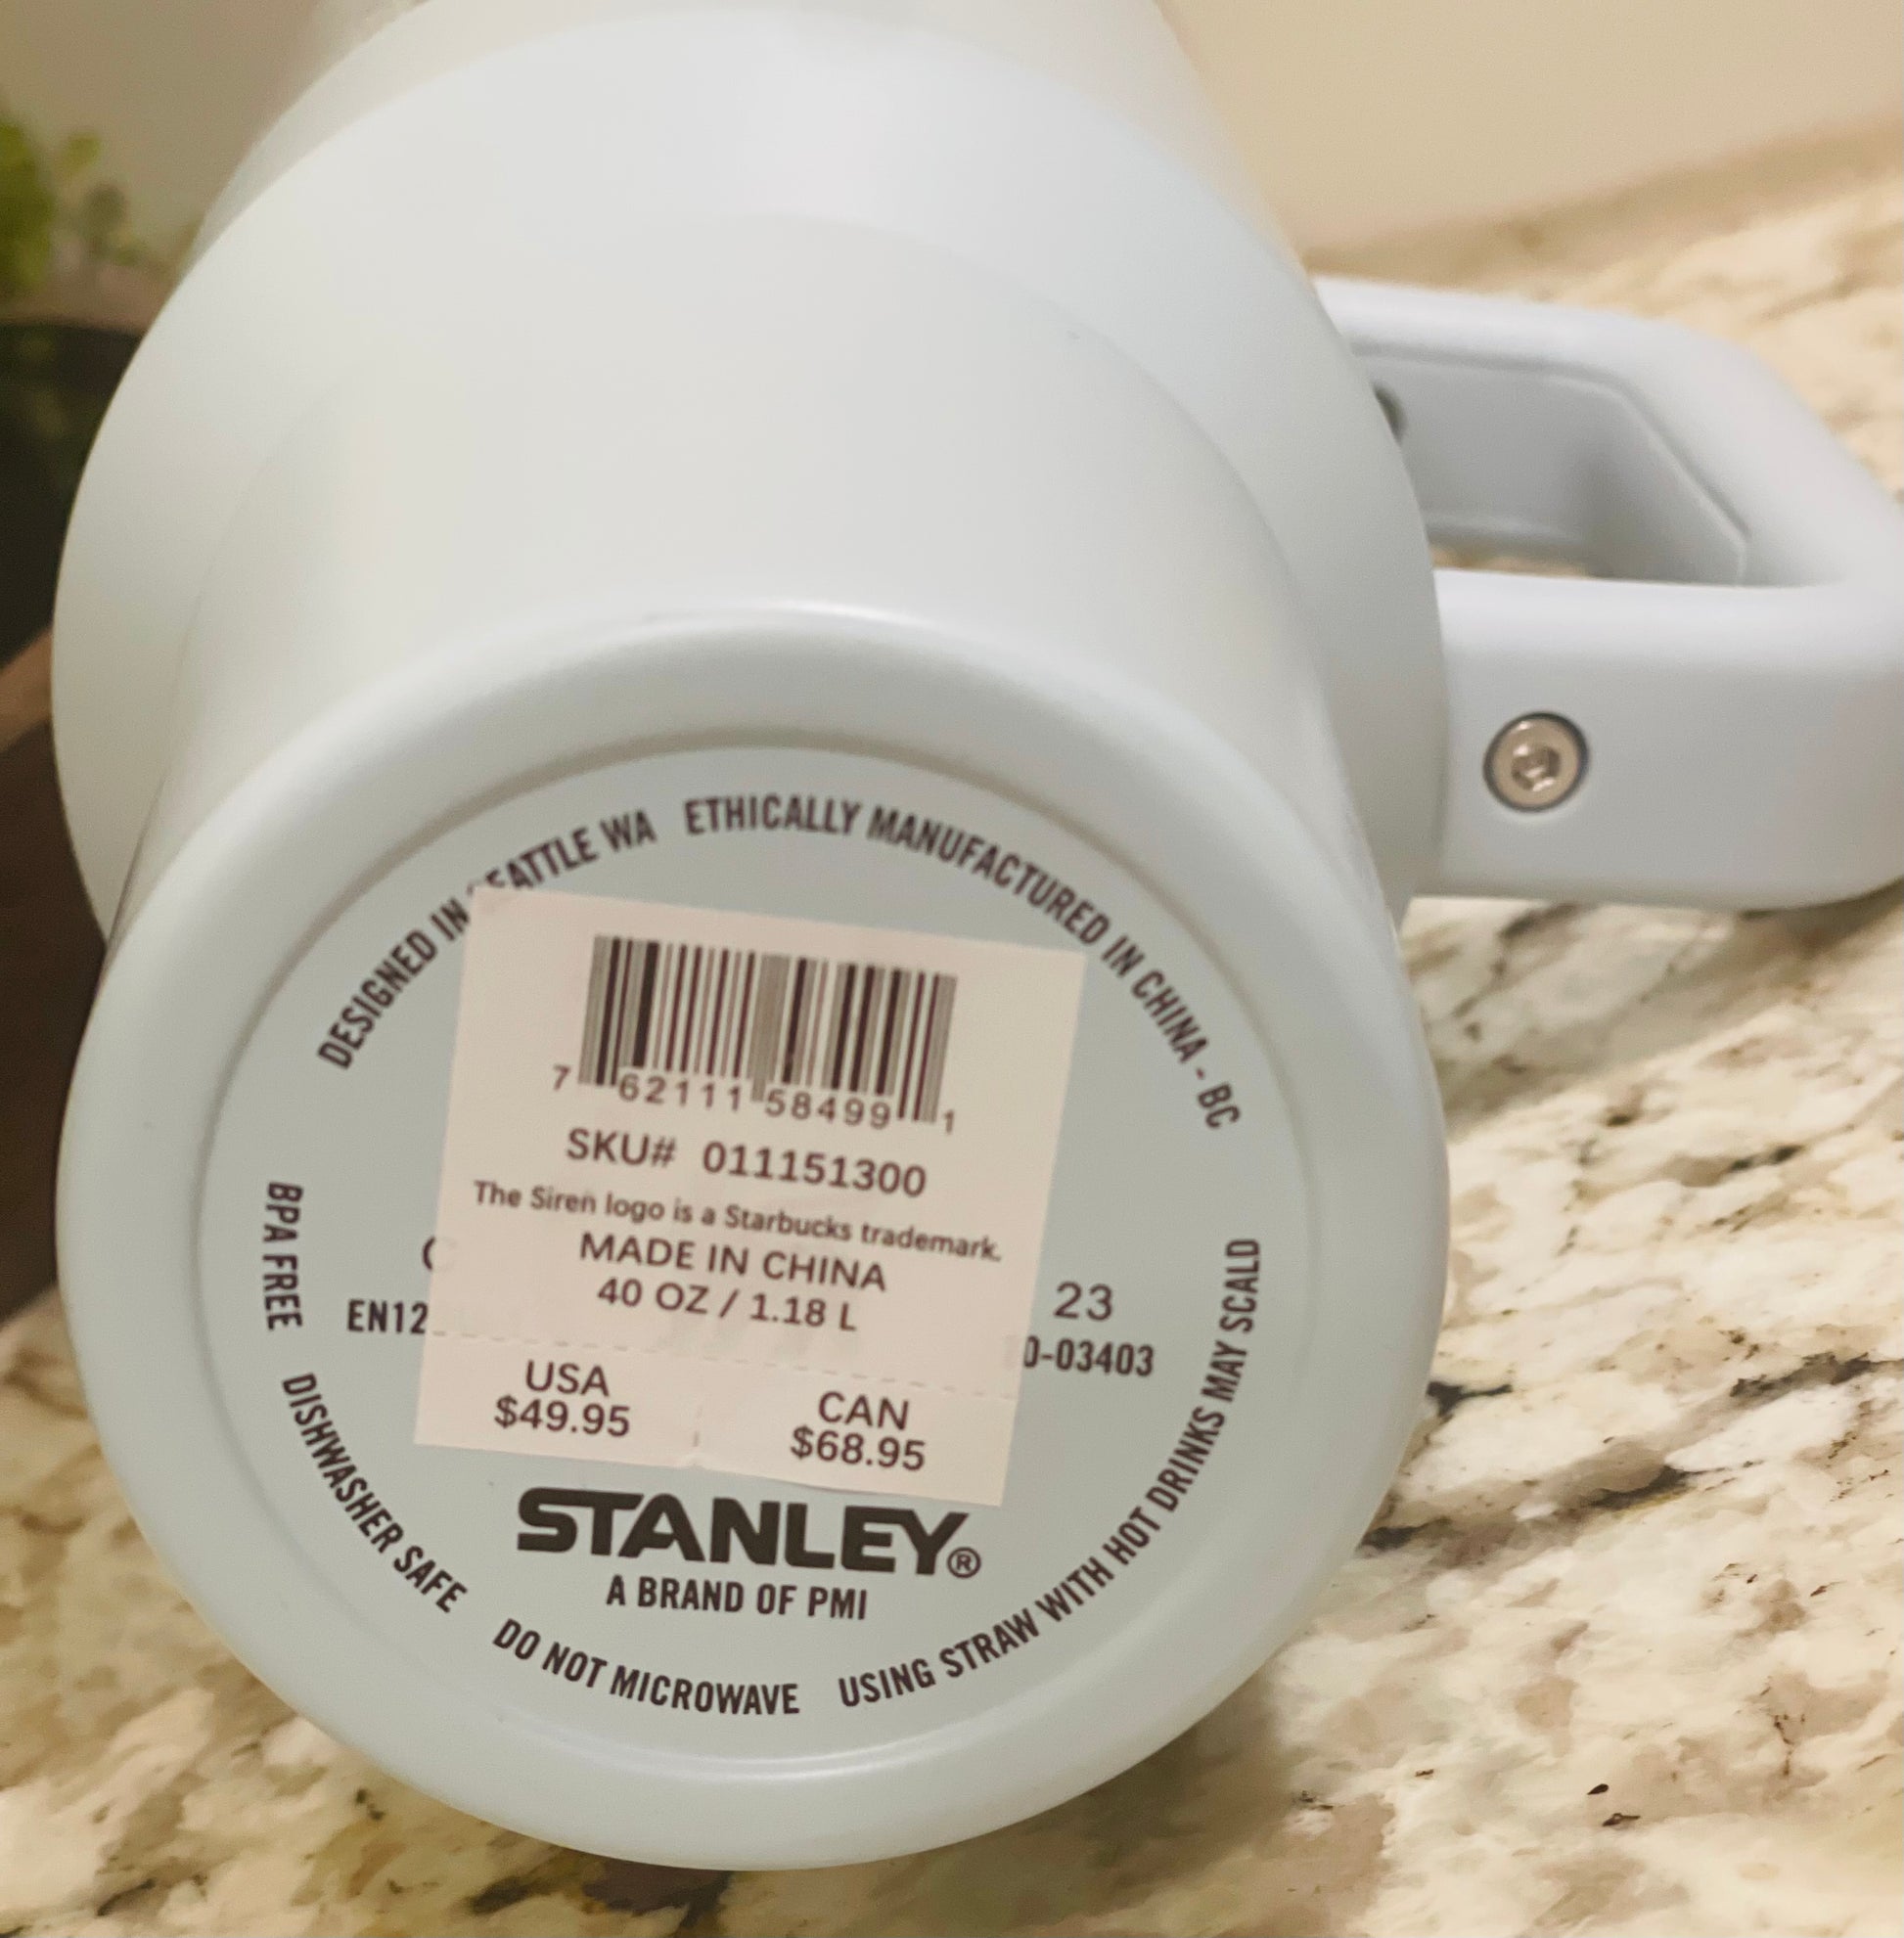 DESIGNED IN SEATTLE WA ETHICALLY MANUFACTURED IN CHINA - BC
7 62111 58499 1
SKU# 011151300
The Siren logo is a Starbucks trademark.
MADE IN CHINA
40 OZ / 1.18 L
23
EN12
0-03403
USA
$49.95
CAN
$68.95
STANLEY®
A BRAND OF PMI
BPA FREE DISHWASHER SAFE DO NOT MICROWAVE USING STRAW WITH HOT DRINKS MAY SCALD